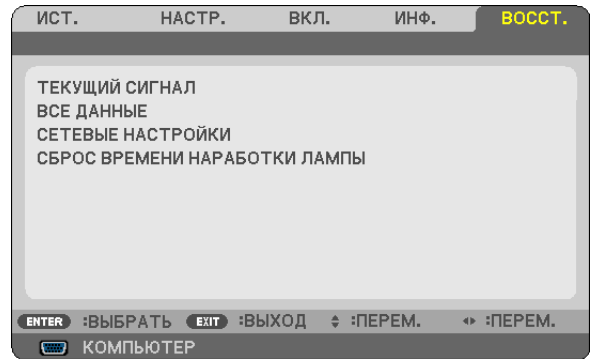 ИСТ. НАСТР. ВКЛ. ИНФ. ВОССТ.
ТЕКУЩИЙ СИГНАЛ
ВСЕ ДАННЫЕ
СЕТЕВЫЕ НАСТРОЙКИ
СБРОС ВРЕМЕНИ НАРАБОТКИ ЛАМПЫ
ENTER :ВЫБРАТЬ EXIT :ВЫХОД :ПЕРЕМ. :ПЕРЕМ.
КОМПЬЮТЕР